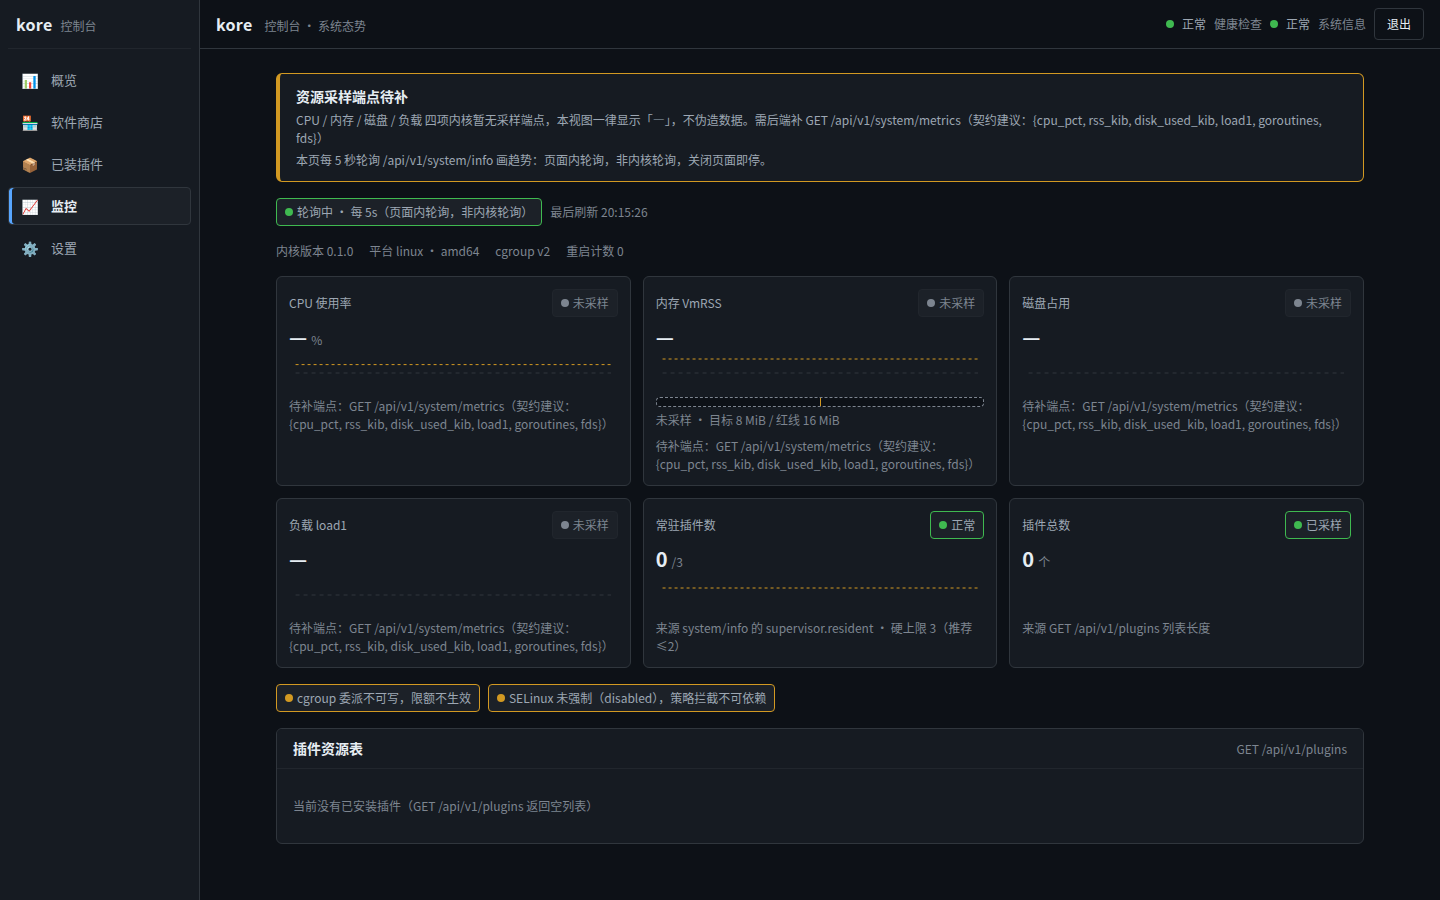 kore 控制台
概览
软件商店
已装插件
监控
设置
kore 控制台 · 系统态势
正常 健康检查 正常 系统信息 退出
资源采样端点待补
CPU / 内存 / 磁盘 / 负载 四项内核暂无采样端点，本视图一律显示「—」，不伪造数据。需后端补 GET /api/v1/system/metrics（契约建议：{cpu_pct, rss_kib, disk_used_kib, load1, goroutines,
fds}）
本页每 5 秒轮询 /api/v1/system/info 画趋势：页面内轮询，非内核轮询，关闭页面即停。
轮询中 · 每 5s（页面内轮询，非内核轮询） 最后刷新 20:15:26
内核版本 0.1.0 平台 linux · amd64 cgroup v2 重启计数 0
CPU 使用率 未采样
— %
待补端点：GET /api/v1/system/metrics（契约建议：
{cpu_pct, rss_kib, disk_used_kib, load1, goroutines, fds}）
内存 VmRSS 未采样
—
未采样 · 目标 8 MiB / 红线 16 MiB
待补端点：GET /api/v1/system/metrics（契约建议：
{cpu_pct, rss_kib, disk_used_kib, load1, goroutines, fds}）
磁盘占用 未采样
—
待补端点：GET /api/v1/system/metrics（契约建议：
{cpu_pct, rss_kib, disk_used_kib, load1, goroutines, fds}）
负载 load1 未采样
—
待补端点：GET /api/v1/system/metrics（契约建议：
{cpu_pct, rss_kib, disk_used_kib, load1, goroutines, fds}）
常驻插件数 正常
0 /3
来源 system/info 的 supervisor.resident · 硬上限 3（推荐
≤2）
插件总数 已采样
0 个
来源 GET /api/v1/plugins 列表长度
cgroup 委派不可写，限额不生效 SELinux 未强制（disabled），策略拦截不可依赖
插件资源表 GET /api/v1/plugins
当前没有已安装插件（GET /api/v1/plugins 返回空列表）